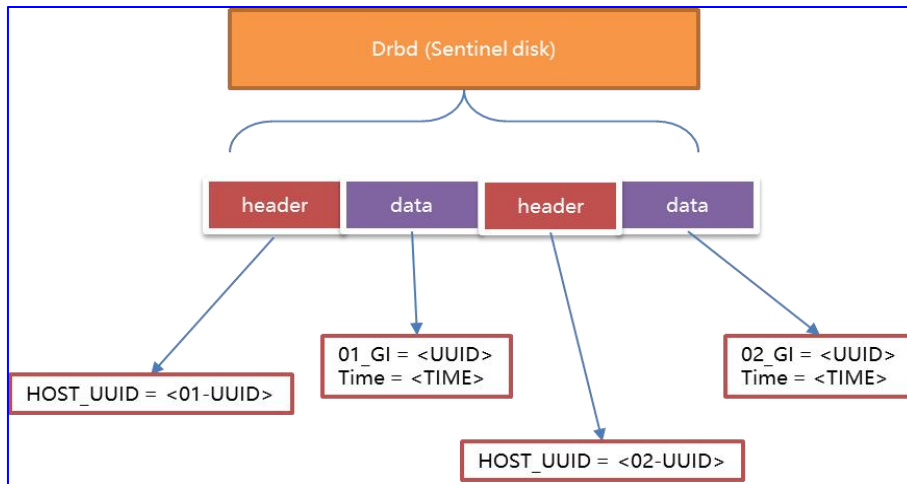 Drbd (Sentinel disk)
header
data
header
data
01_GI = <UUID>
Time = <TIME>
02_GI = <UUID>
Time = <TIME>
HOST_UUID = <01-UUID>
HOST_UUID = <02-UUID>